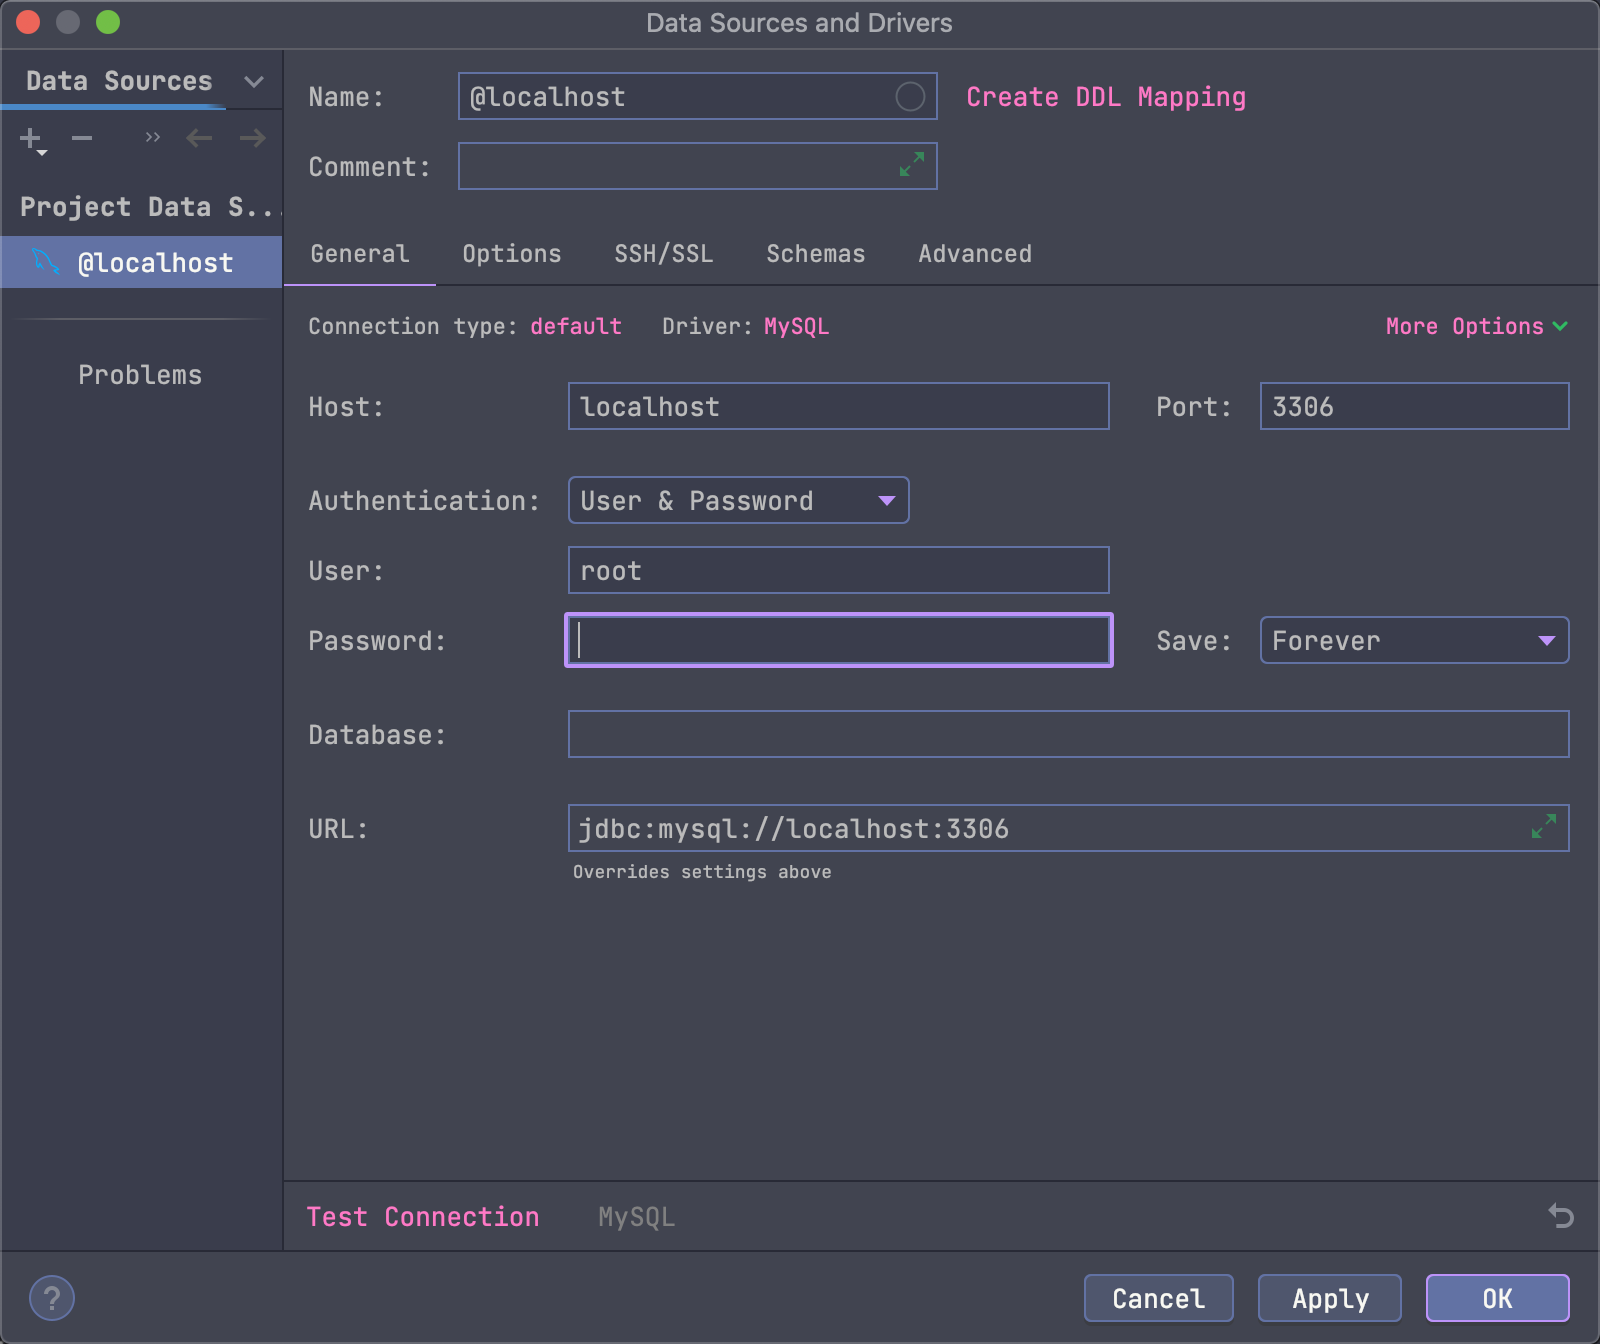 Data Sources and Drivers
Data Sources
Name: @localhost Create DDL Mapping
Comment:
Project Data S...
@localhost
Problems
General Options SSH/SSL Schemas Advanced
Connection type: default Driver: MySQL More Options
Host: localhost Port: 3306
Authentication: User & Password
User: root
Password: Save: Forever
Database:
URL: jdbc:mysql://localhost:3306
Overrides settings above
Test Connection MySQL
? Cancel Apply OK